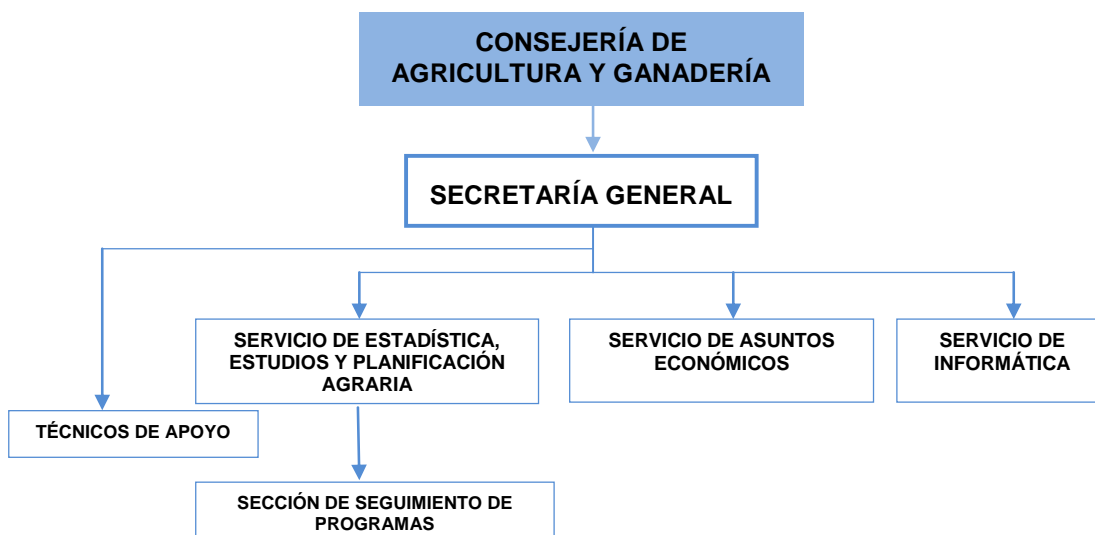 CONSEJERÍA DE
AGRICULTURA Y GANADERÍA
SECRETARÍA GENERAL
SERVICIO DE ESTADÍSTICA,
ESTUDIOS Y PLANIFICACIÓN
AGRARIA
SERVICIO DE ASUNTOS
ECONÓMICOS
SERVICIO DE
INFORMÁTICA
TÉCNICOS DE APOYO
SECCIÓN DE SEGUIMIENTO DE
PROGRAMAS